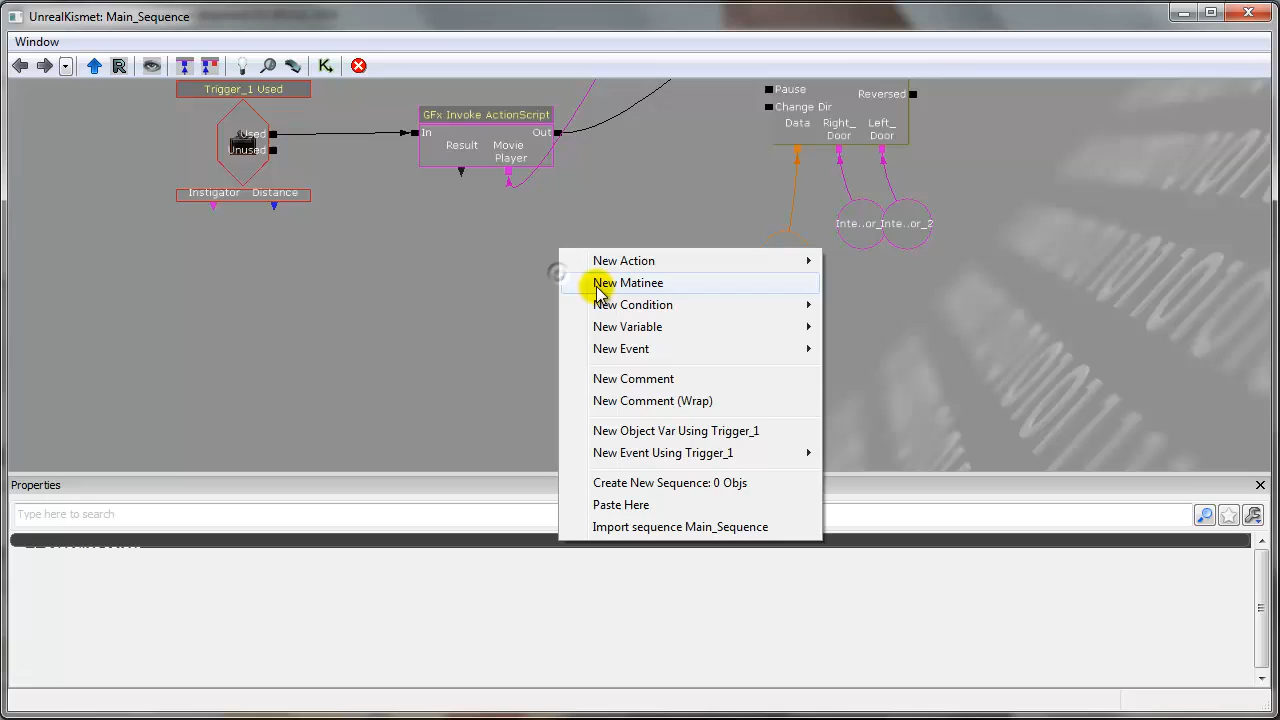 UnrealKismet: Main_Sequence
Window
Trigger_1 Used
Used
Unused
Instigator Distance
GFx Invoke ActionScript
In Out
Result Movie Player
Pause
Change Dir
Reversed
Data Right_ Door Left_ Door
Inte..or_ Inte..or_2
New Action
New Matinee
New Condition
New Variable
New Event
New Comment
New Comment (Wrap)
New Object Var Using Trigger_1
New Event Using Trigger_1
Create New Sequence: 0 Objs
Paste Here
Import sequence Main_Sequence
Properties
Type here to search